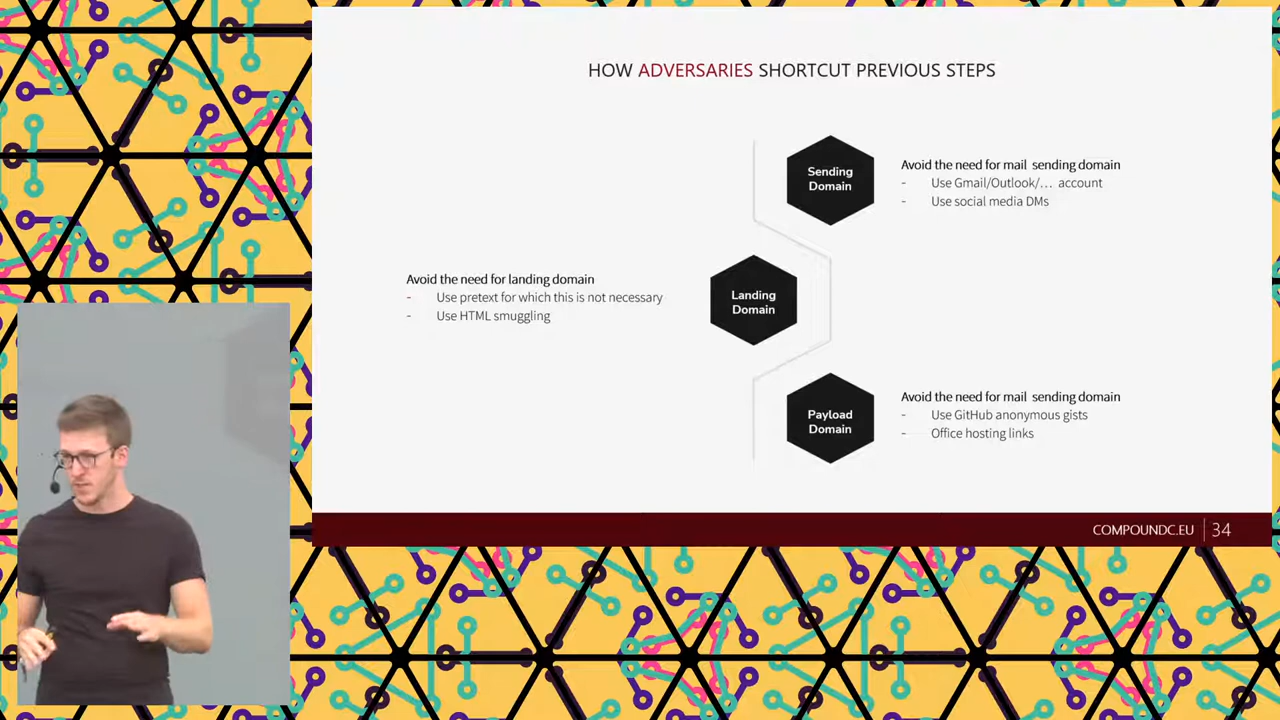 HOW ADVERSARIES SHORTCUT PREVIOUS STEPS
Sending
Domain
Avoid the need for mail sending domain
- Use Gmail/Outlook/... account
- Use social media DMs
Avoid the need for landing domain
- Use pretext for which this is not necessary
- Use HTML smuggling
Landing
Domain
Payload
Domain
Avoid the need for mail sending domain
- Use GitHub anonymous gists
- Office hosting links
COMPOUNDC.EU 34